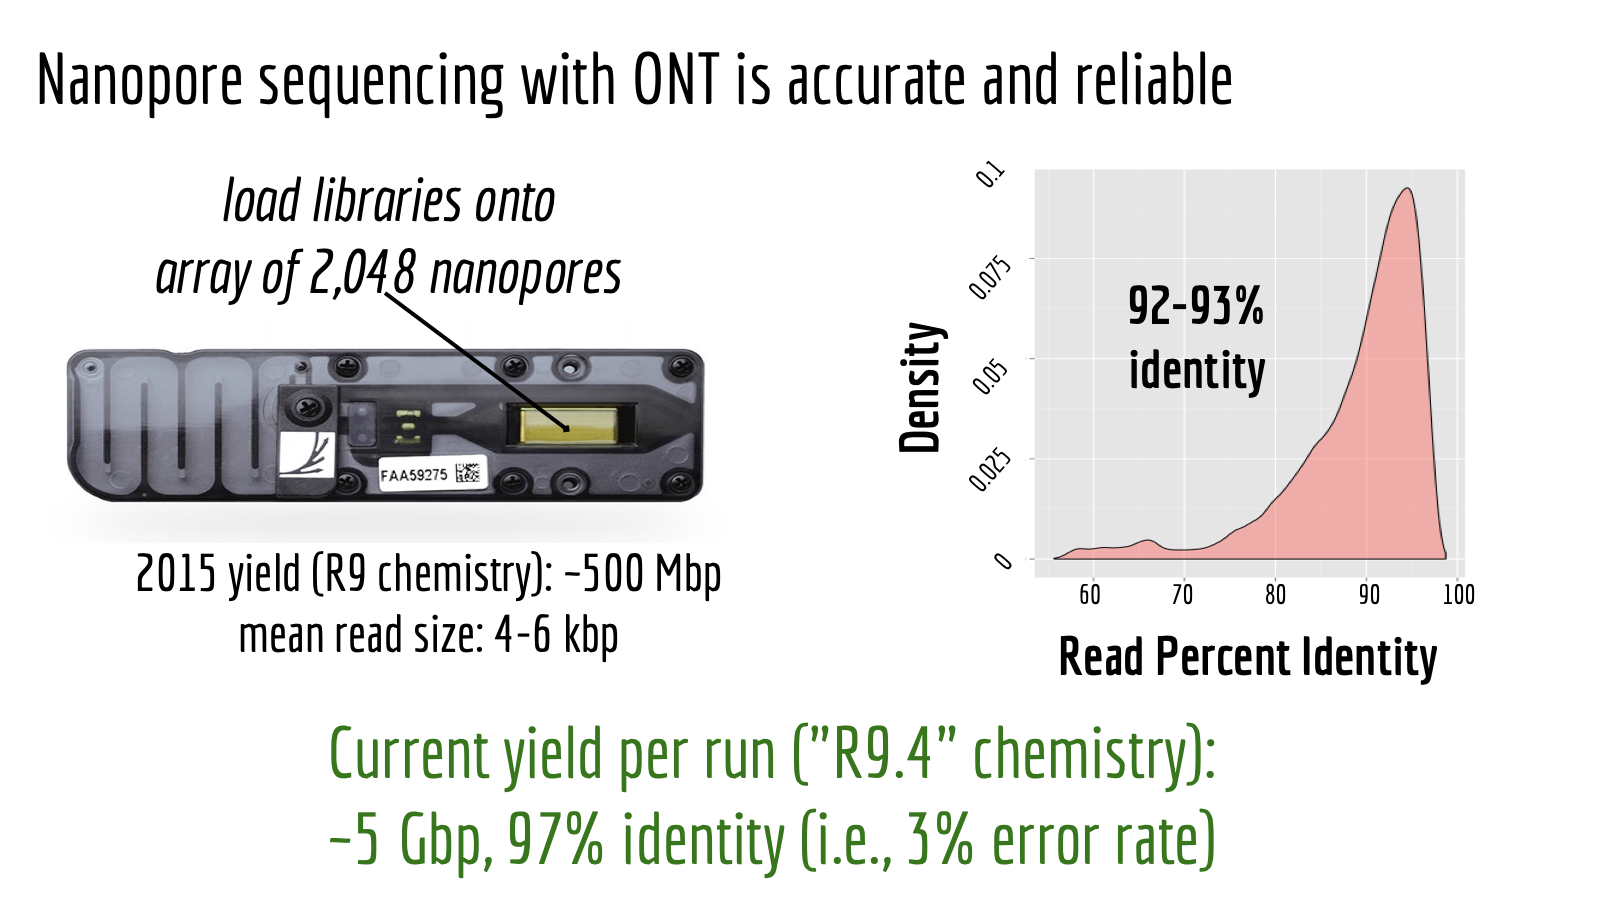 Nanopore sequencing with ONT is accurate and reliable
load libraries onto
array of 2,048 nanopores
FAA59275
2015 yield (R9 chemistry): ~500 Mbp
mean read size: 4-6 kbp
0.1
0.075
0.05
0.025
0
Density
92-93%
identity
60 70 80 90 100
Read Percent Identity
Current yield per run ("R9.4" chemistry):
~5 Gbp, 97% identity (i.e., 3% error rate)